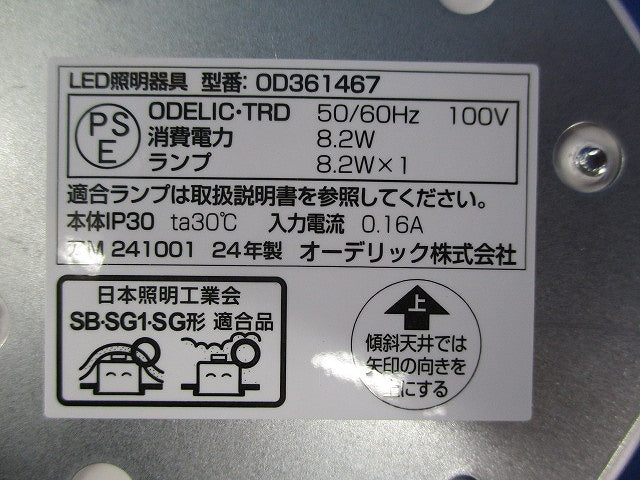 LED照明器具 型番: OD361467
PS
E
ODELIC・TRD 50/60Hz 100V
消費電力 8.2W
ランプ 8.2W×1
適合ランプは取扱説明書を参照してください。
本体IP30 ta30℃ 入力電流 0.16A
241001 24年製 オーデリック株式会社
日本照明工業会
SB・SG1・SG形 適合品
上
傾斜天井では
矢印の向きを
上にする